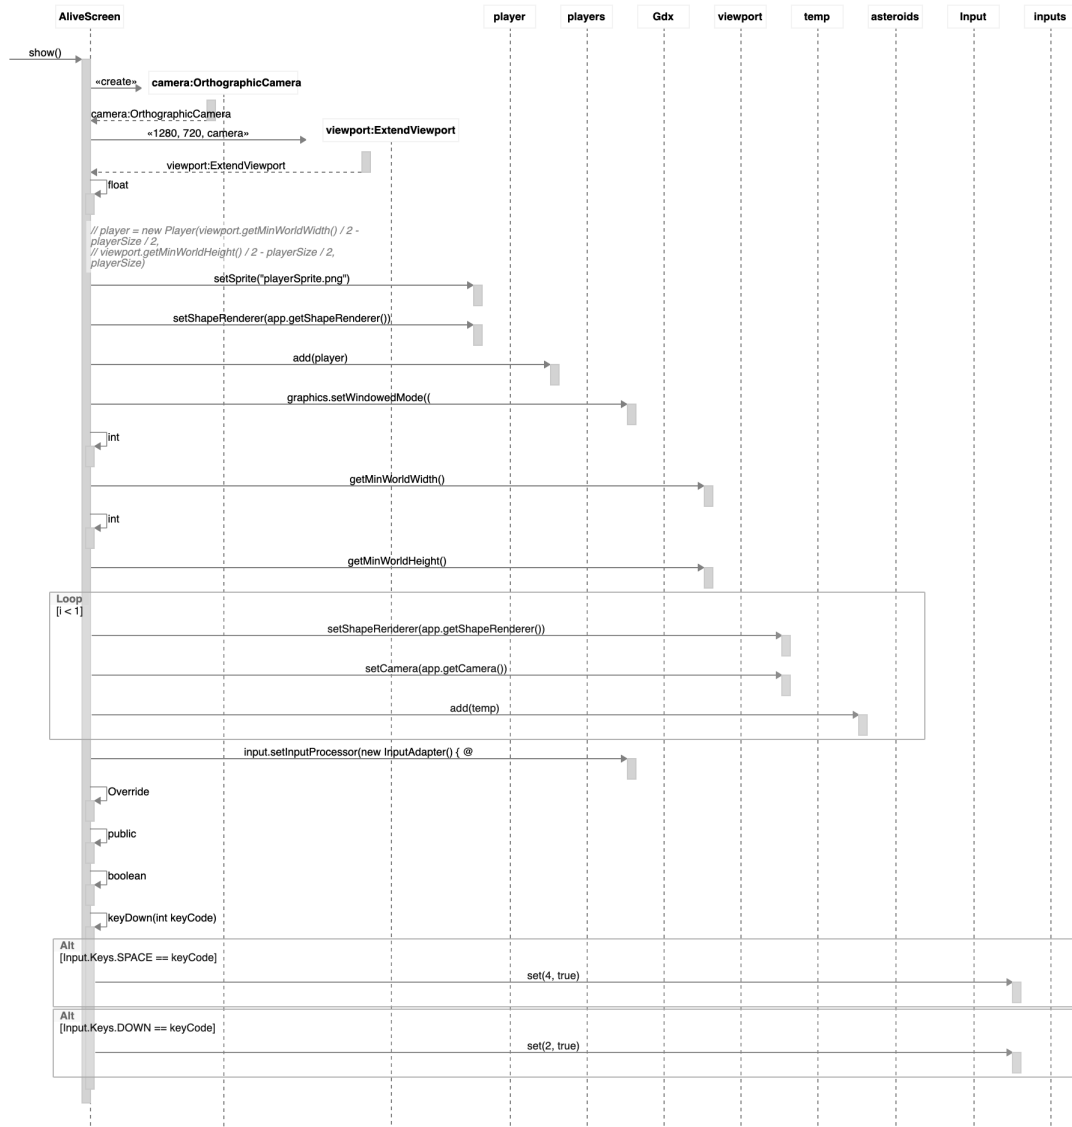 AliveScreen player players Gdx viewport temp asteroids Input inputs
show()
«create» camera:OrthographicCamera
camera:OrthographicCamera
«1280, 720, camera» viewport:ExtendViewport
viewport:ExtendViewport
float
// player = new Player(viewport.getMinWorldWidth() / 2 -
playerSize / 2,
// viewport.getMinWorldHeight() / 2 - playerSize / 2,
playerSize)
setSprite("playerSprite.png")
setShapeRenderer(app.getShapeRenderer())
add(player)
graphics.setWindowedMode((
int
getMinWorldWidth()
int
getMinWorldHeight()
Loop
[i < 1]
setShapeRenderer(app.getShapeRenderer())
setCamera(app.getCamera())
add(temp)
input.setInputProcessor(new InputAdapter() { @
Override
public
boolean
keyDown(int keyCode)
Alt
[Input.Keys.SPACE == keyCode]
set(4, true)
Alt
[Input.Keys.DOWN == keyCode]
set(2, true)